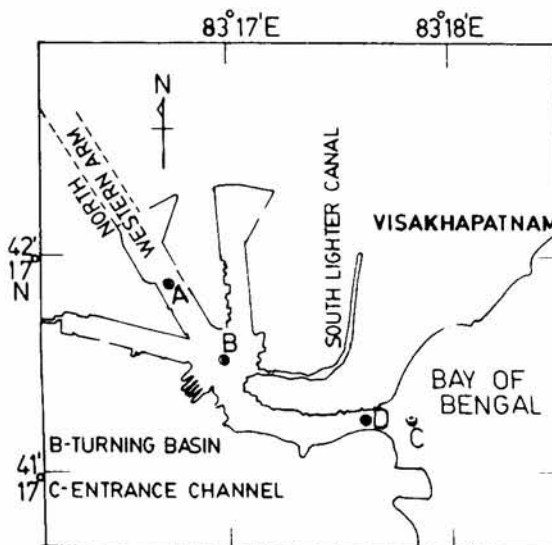 83°17'E 83°18'E
N
NORTH
WESTERN ARM
SOUTH LIGHTER CANAL
VISAKHAPATNAM
42'
17°
N
A
B
D
C
BAY OF
BENGAL
B-TURNING BASIN
41'
17°
C-ENTRANCE CHANNEL